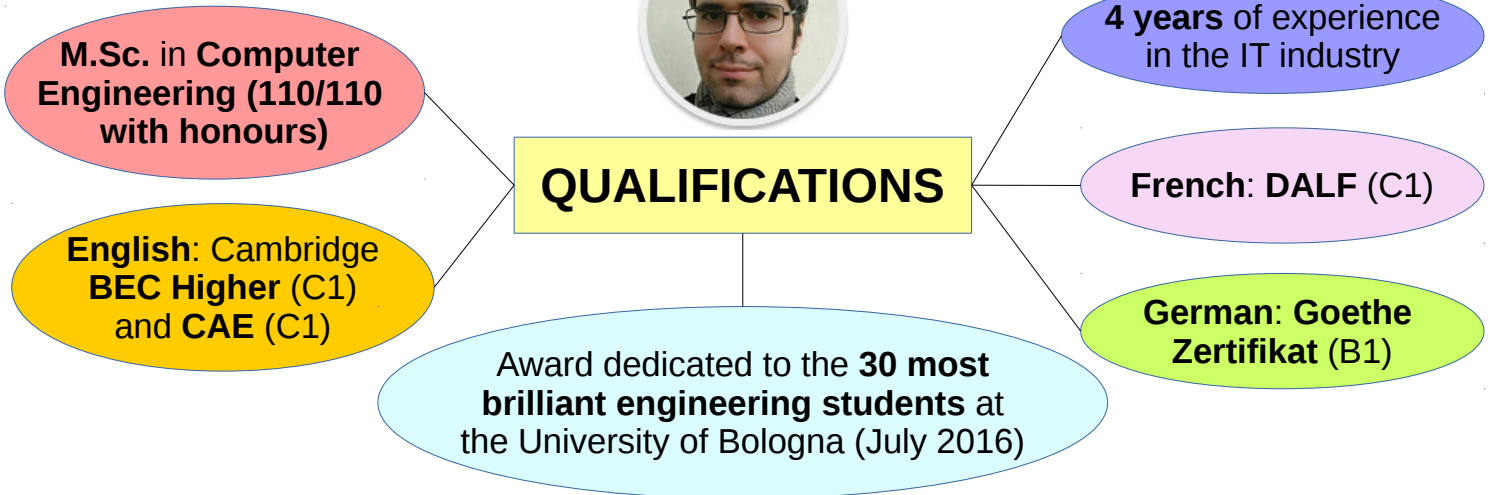 M.Sc. in Computer
Engineering (110/110
with honours)
4 years of experience
in the IT industry
QUALIFICATIONS
French: DALF (C1)
English: Cambridge
BEC Higher (C1)
and CAE (C1)
German: Goethe
Zertifikat (B1)
Award dedicated to the 30 most
brilliant engineering students at
the University of Bologna (July 2016)